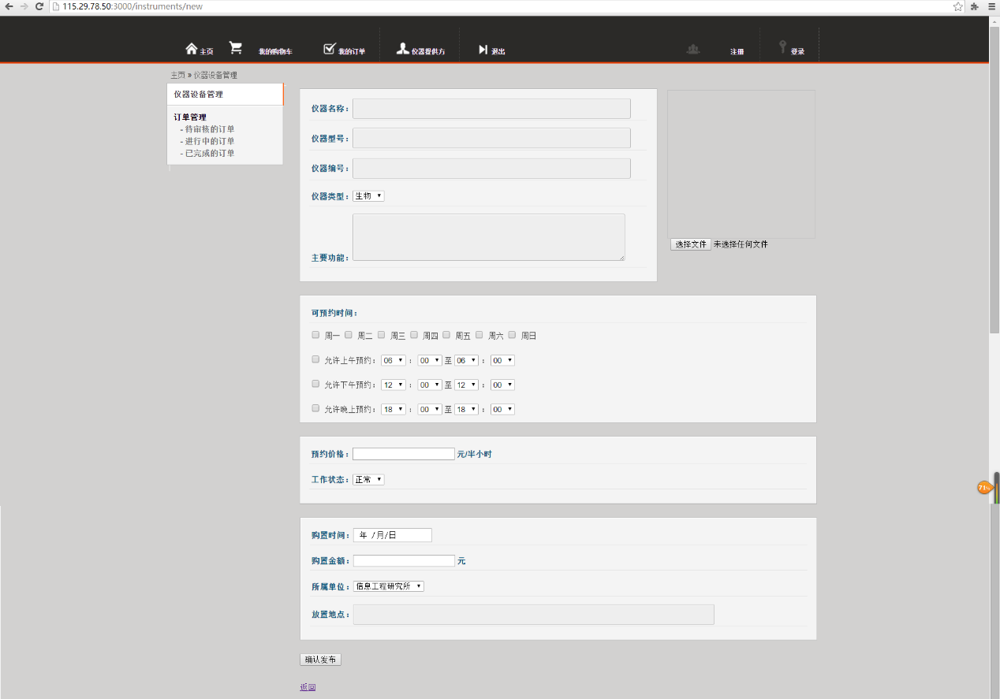 115.29.78.50:3000/instruments/new
主页 我的购物车 我的订单 仪器提供方 退出 注册 登录
主页 » 仪器设备管理
仪器设备管理
订单管理
- 待审核的订单
- 进行中的订单
- 已完成的订单
仪器名称：
仪器型号：
仪器编号：
仪器类型： 生物
主要功能：
选择文件 未选择任何文件
可预约时间：
周一 周二 周三 周四 周五 周六 周日
允许上午预约： 06 ： 00 至 06 ： 00
允许下午预约： 12 ： 00 至 12 ： 00
允许晚上预约： 18 ： 00 至 18 ： 00
预约价格： 元/半小时
工作状态： 正常
71%
购置时间： 年 /月/日
购置金额： 元
所属单位： 信息工程研究所
放置地点：
确认发布
返回